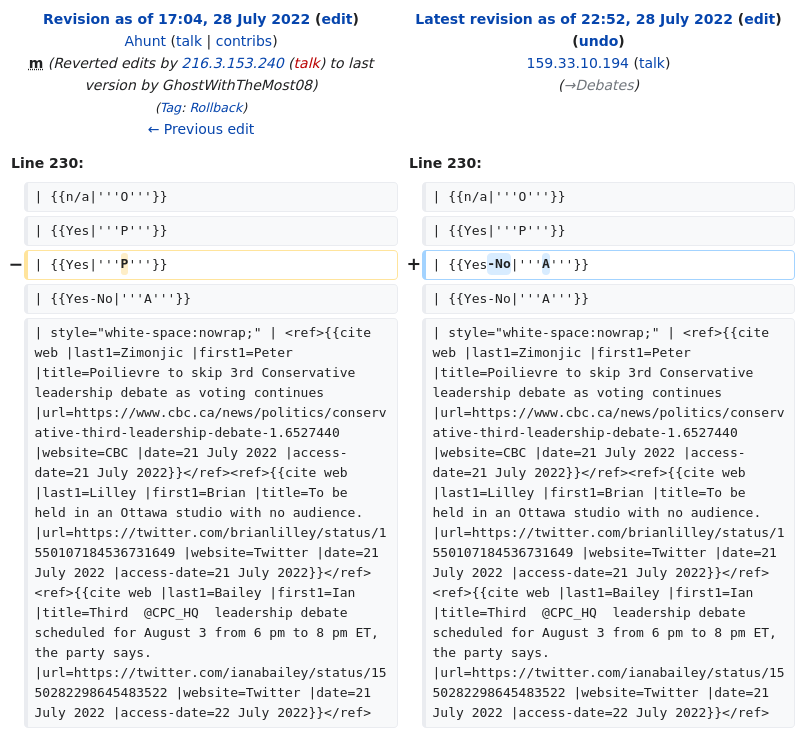 Revision as of 17:04, 28 July 2022 (edit)
Ahunt (talk | contribs)
m (Reverted edits by 216.3.153.240 (talk) to last
version by GhostWithTheMost08)
(Tag: Rollback)
← Previous edit
Line 230:
| {{n/a|'''O'''}}
| {{Yes|'''P'''}}
− | {{Yes|'''P'''}}
| {{Yes-No|'''A'''}}
| style="white-space:nowrap;" | <ref>{{cite
web |last1=Zimonjic |first1=Peter
|title=Poilievre to skip 3rd Conservative
leadership debate as voting continues
|url=https://www.cbc.ca/news/politics/conserv
ative-third-leadership-debate-1.6527440
|website=CBC |date=21 July 2022 |access-
date=21 July 2022}}</ref><ref>{{cite web
|last1=Lilley |first1=Brian |title=To be
held in an Ottawa studio with no audience.
|url=https://twitter.com/brianlilley/status/1
550107184536731649 |website=Twitter |date=21
July 2022 |access-date=21 July 2022}}</ref>
<ref>{{cite web |last1=Bailey |first1=Ian
|title=Third  @CPC_HQ  leadership debate
scheduled for August 3 from 6 pm to 8 pm ET,
the party says.
|url=https://twitter.com/ianabailey/status/15
50282298645483522 |website=Twitter |date=21
July 2022 |access-date=22 July 2022}}</ref>
Latest revision as of 22:52, 28 July 2022 (edit)
(undo)
159.33.10.194 (talk)
(→Debates)
Line 230:
| {{n/a|'''O'''}}
| {{Yes|'''P'''}}
+ | {{Yes-No|'''A'''}}
| {{Yes-No|'''A'''}}
| style="white-space:nowrap;" | <ref>{{cite
web |last1=Zimonjic |first1=Peter
|title=Poilievre to skip 3rd Conservative
leadership debate as voting continues
|url=https://www.cbc.ca/news/politics/conserv
ative-third-leadership-debate-1.6527440
|website=CBC |date=21 July 2022 |access-
date=21 July 2022}}</ref><ref>{{cite web
|last1=Lilley |first1=Brian |title=To be
held in an Ottawa studio with no audience.
|url=https://twitter.com/brianlilley/status/1
550107184536731649 |website=Twitter |date=21
July 2022 |access-date=21 July 2022}}</ref>
<ref>{{cite web |last1=Bailey |first1=Ian
|title=Third  @CPC_HQ  leadership debate
scheduled for August 3 from 6 pm to 8 pm ET,
the party says.
|url=https://twitter.com/ianabailey/status/15
50282298645483522 |website=Twitter |date=21
July 2022 |access-date=22 July 2022}}</ref>